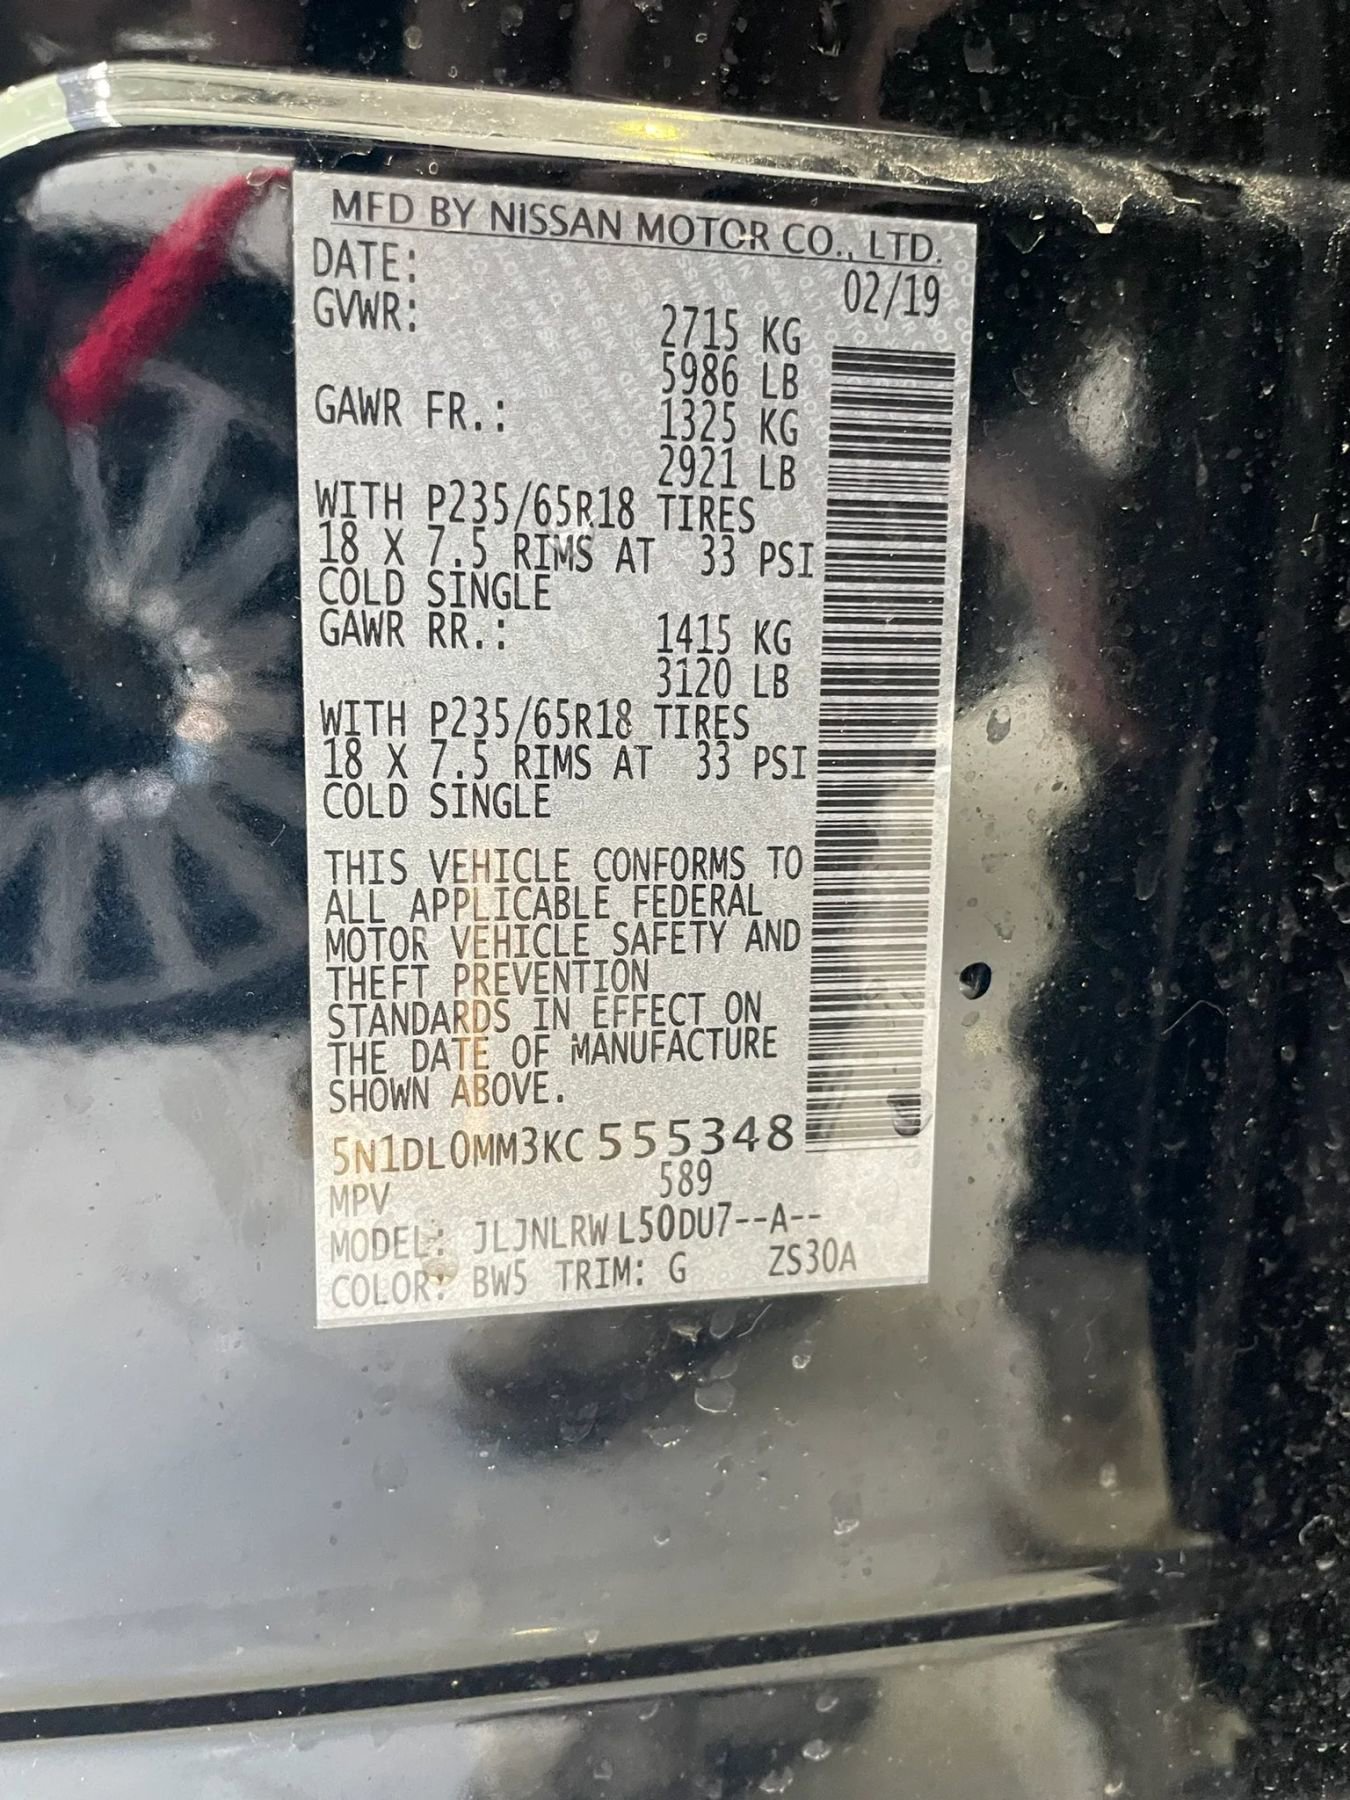 MFD BY NISSAN MOTOR CO., LTD.
DATE: 02/19
GVWR: 2715 KG
5986 LB
GAWR FR.: 1325 KG
2921 LB
WITH P235/65R18 TIRES
18 X 7.5 RIMS AT 33 PSI
COLD SINGLE
GAWR RR.: 1415 KG
3120 LB
WITH P235/65R18 TIRES
18 X 7.5 RIMS AT 33 PSI
COLD SINGLE
THIS VEHICLE CONFORMS TO
ALL APPLICABLE FEDERAL
MOTOR VEHICLE SAFETY AND
THEFT PREVENTION
STANDARDS IN EFFECT ON
THE DATE OF MANUFACTURE
SHOWN ABOVE.
5N1DL0MM3KC555348
MPV 589
MODEL: JLJNLRWL50DU7--A--
COLOR: BW5 TRIM: G ZS30A